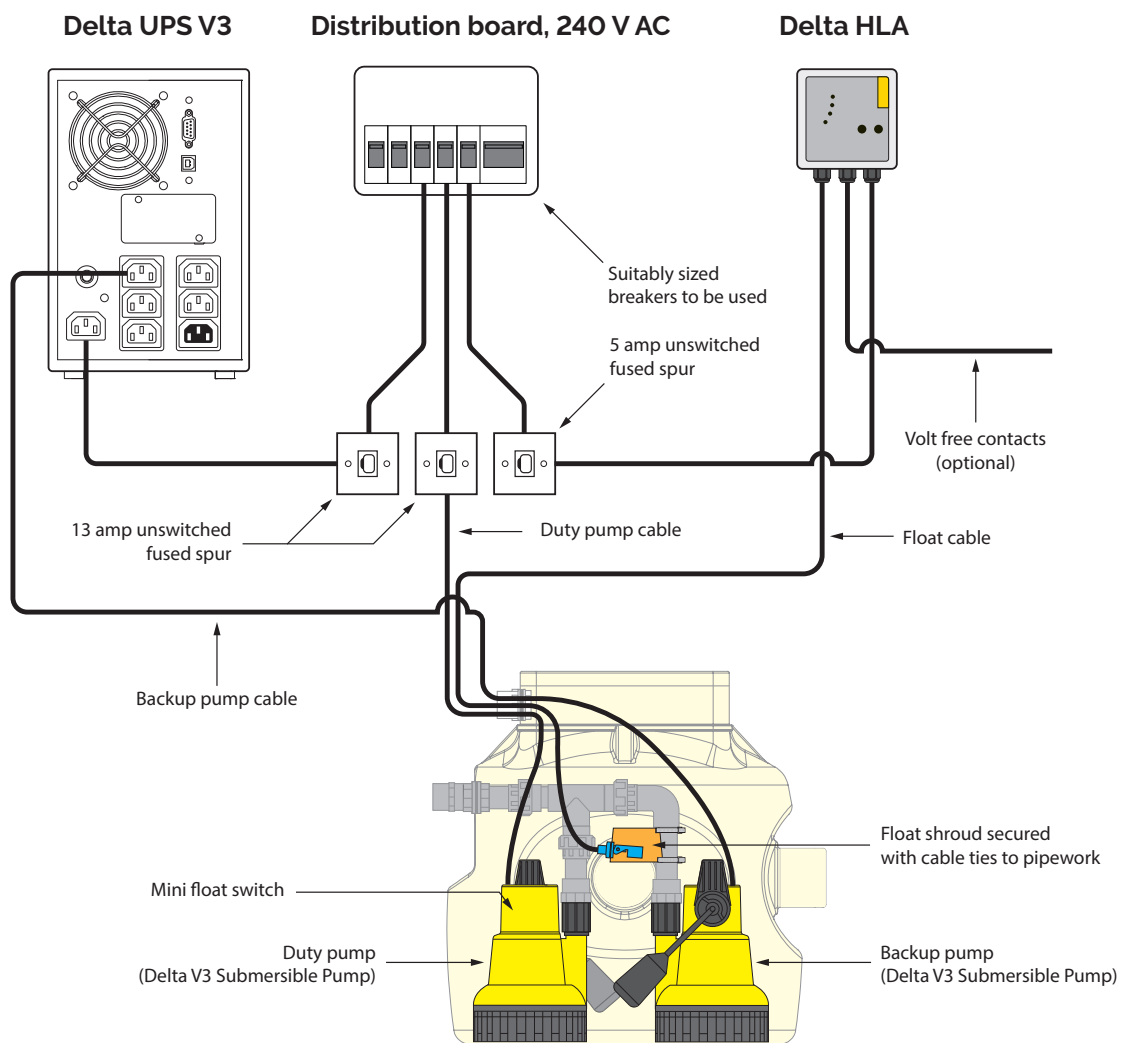 Delta UPS V3
Distribution board, 240 V AC
Delta HLA
Suitably sized
breakers to be used
5 amp unswitched
fused spur
Volt free contacts
(optional)
13 amp unswitched
fused spur
Duty pump cable
Float cable
Backup pump cable
Float shroud secured
with cable ties to pipework
Mini float switch
Duty pump
(Delta V3 Submersible Pump)
Backup pump
(Delta V3 Submersible Pump)